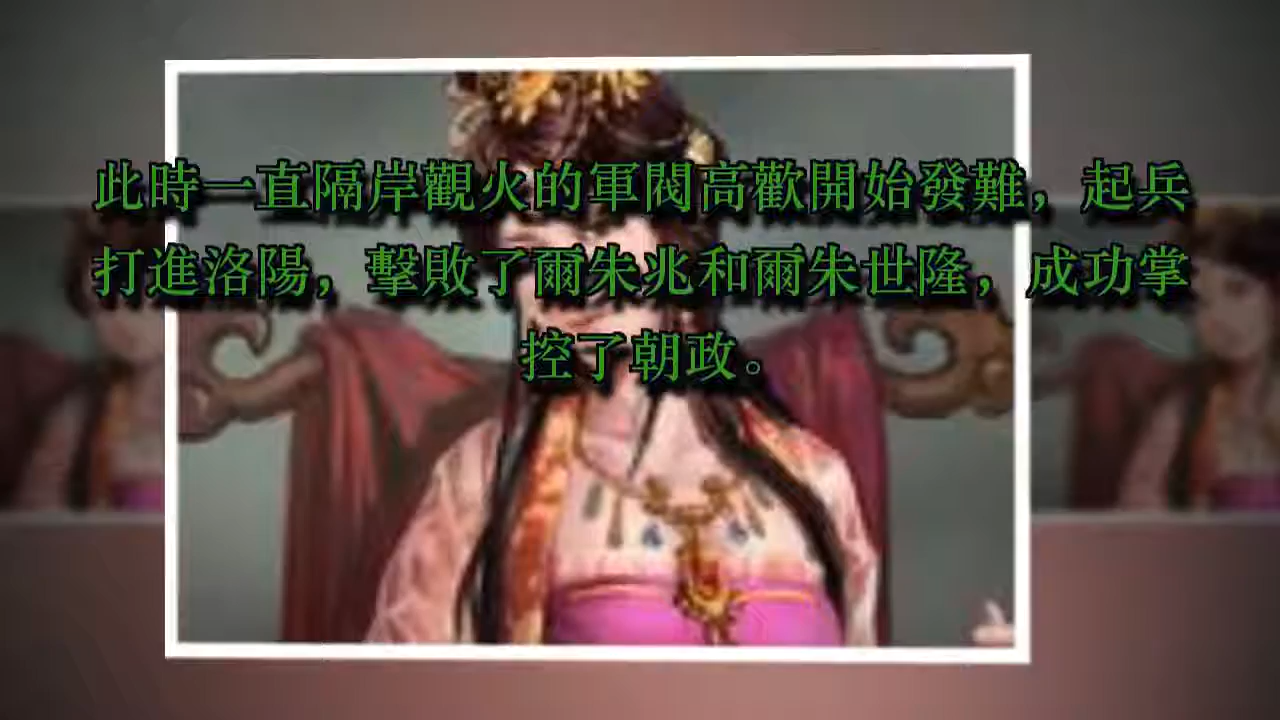 此時一直隔岸觀火的軍閥高歡開始發難，起兵
打進洛陽，擊敗了爾朱兆和爾朱世隆，成功掌
控了朝政。